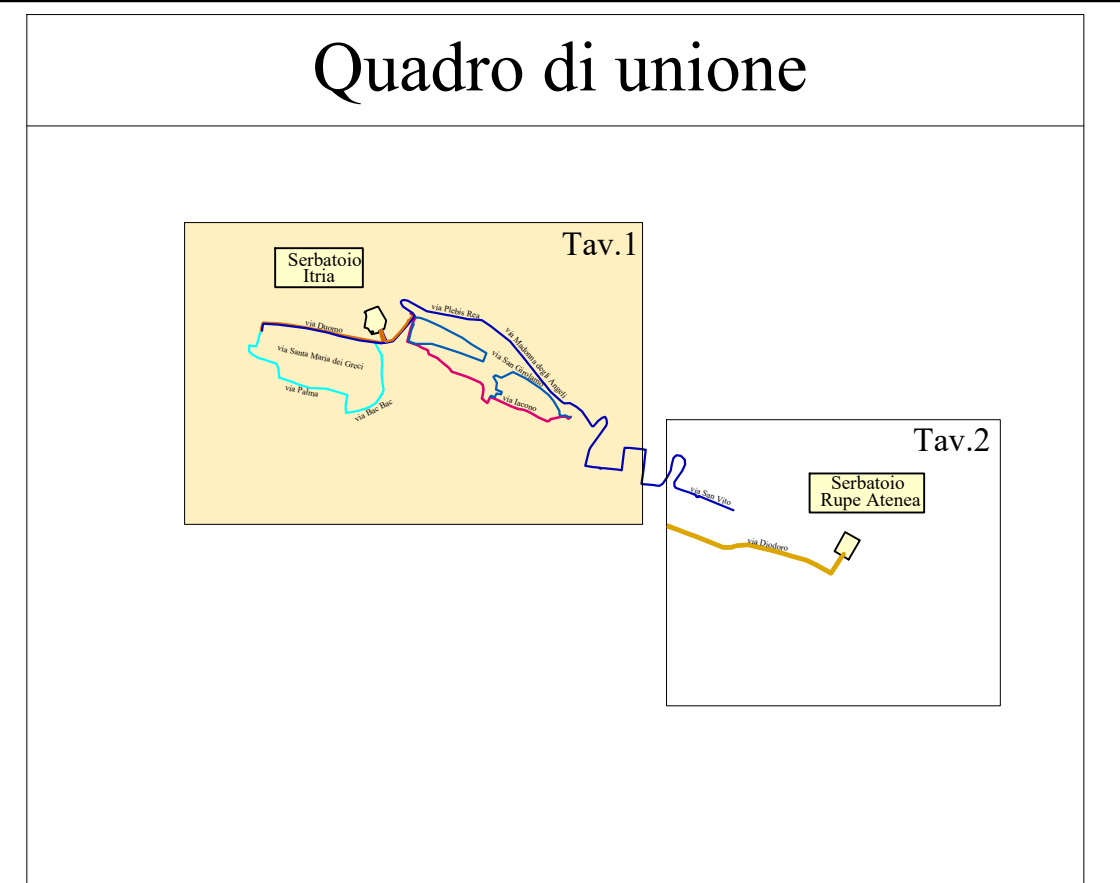 Quadro di unione
Tav.1
Serbatoio
Itria
via Plebis Rea
via Duomo
via Madonna degli Angeli
via Santa Maria dei Greci
via San Girolamo
via Palma
via Bac Bac
via Iacono
Tav.2
Serbatoio
Rupe Atenea
via San Vito
via Diodoro